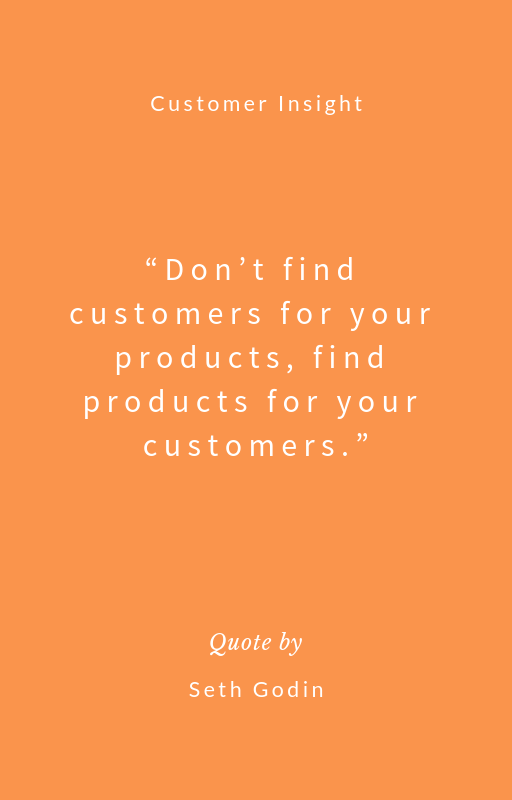 Customer Insight
“Don’t find
customers for your
products, find
products for your
customers.”
Quote by
Seth Godin